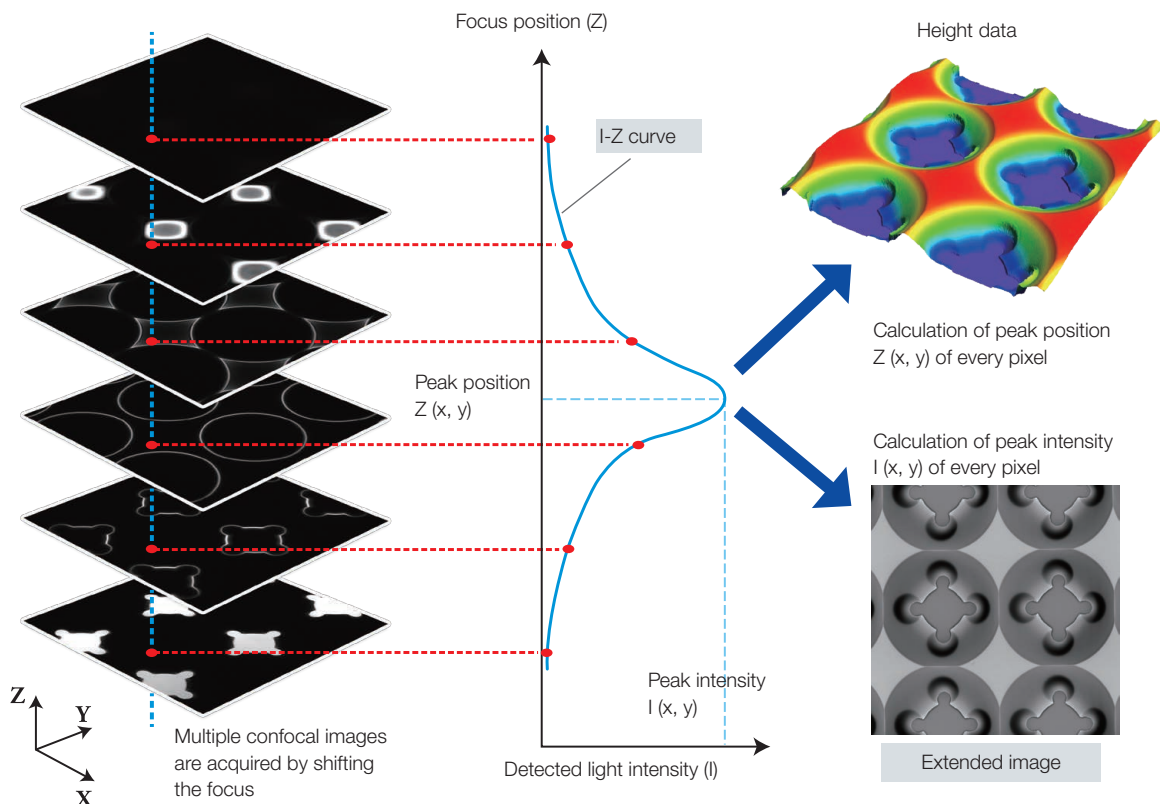 Focus position (Z)
Height data
I-Z curve
Calculation of peak position
Z (x, y) of every pixel
Peak position
Z (x, y)
Calculation of peak intensity
I (x, y) of every pixel
Peak intensity
I (x, y)
Z
Y
X
Multiple confocal images
are acquired by shifting
the focus
Detected light intensity (I)
Extended image